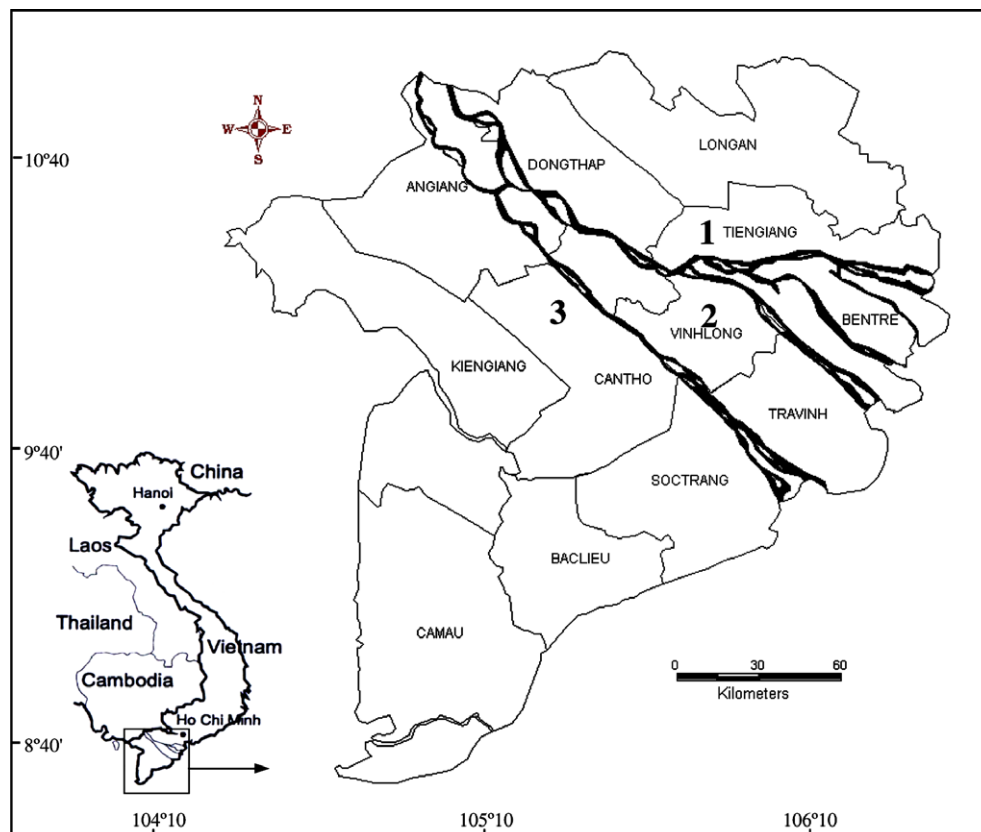 N
W E
S
10°40
LONGAN
DONGTHAP
ANGIANG
1
TIENGIANG
3
2
VINHLONG
BENTRE
KIENGIANG
CANTHO
TRAVINH
9°40'
SOCTRANG
China
Hanoi
Laos
BACLIEU
Thailand
Vietnam
CAMAU
Cambodia
0 30 60
Kilometers
Ho Chi Minh
8°40'
104°10 105°10 106°10